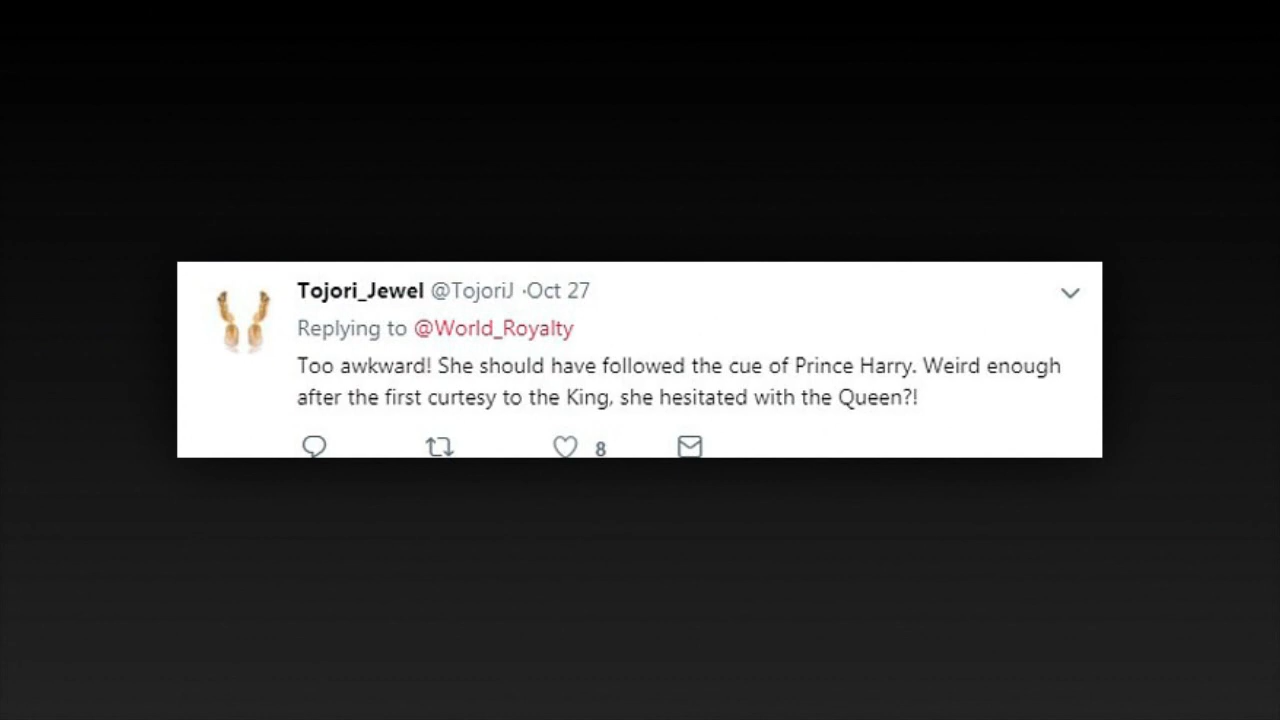 Tojori_Jewel @TojoriJ ·Oct 27
Replying to @World_Royalty
Too awkward! She should have followed the cue of Prince Harry. Weird enough
after the first curtesy to the King, she hesitated with the Queen?!
8